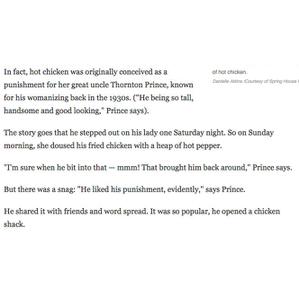 In fact, hot chicken was originally conceived as a
punishment for her great uncle Thornton Prince, known
for his womanizing back in the 1930s. ("He being so tall,
handsome and good looking," Prince says).
of hot chicken.
Danielle Atkins /Courtesy of Spring House
The story goes that he stepped out on his lady one Saturday night. So on Sunday
morning, she doused his fried chicken with a heap of hot pepper.
"I'm sure when he bit into that — mmm! That brought him back around," Prince says.
But there was a snag: "He liked his punishment, evidently," says Prince.
He shared it with friends and word spread. It was so popular, he opened a chicken
shack.